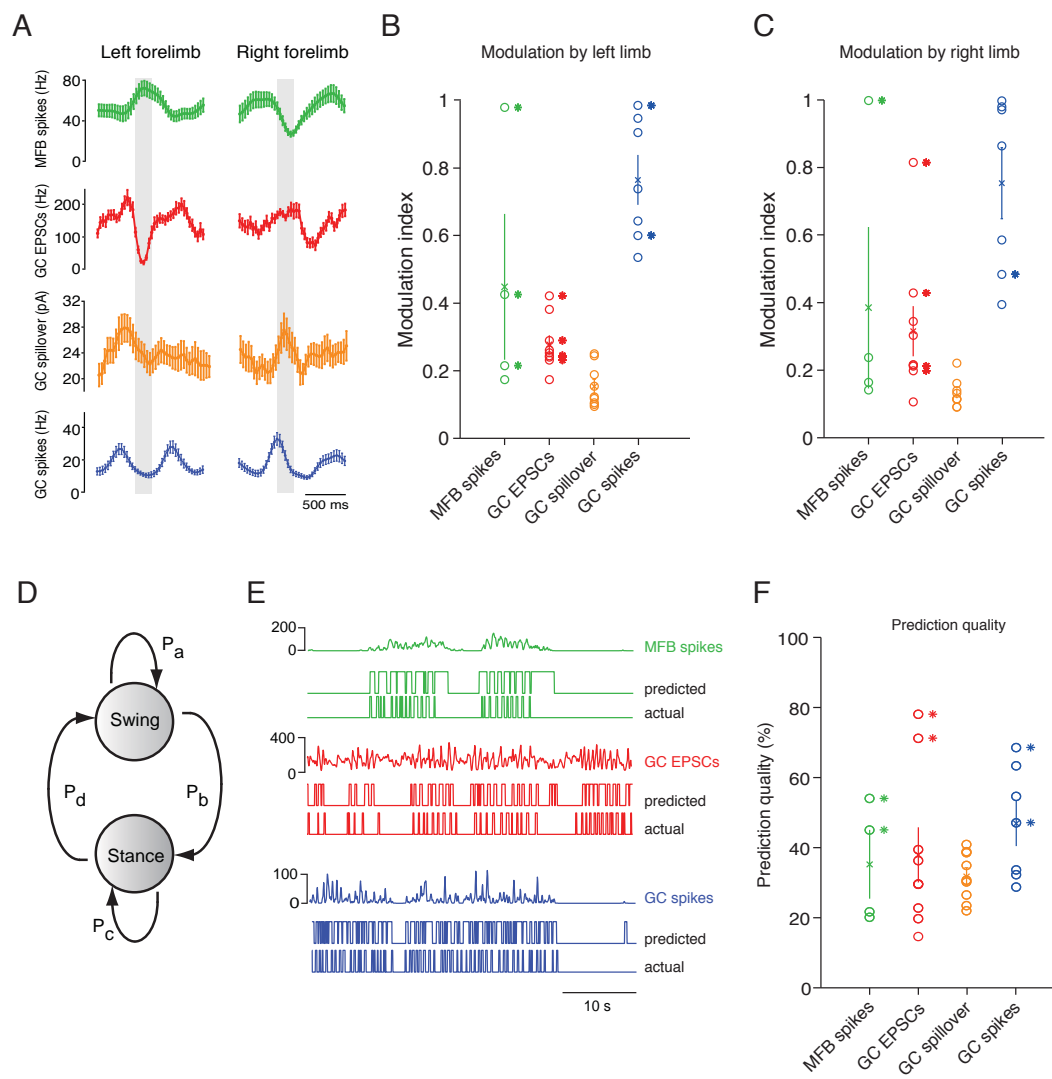 A
Left forelimb
Right forelimb
MFB spikes (Hz)
80
40
0
GC EPSCs (Hz)
200
100
0
GC spillover (pA)
32
28
24
20
GC spikes (Hz)
40
20
0
500 ms
B
Modulation by left limb
Modulation index
1
0.8
0.6
0.4
0.2
0
MFB spikes
GC EPSCs
GC spillover
GC spikes
C
Modulation by right limb
Modulation index
1
0.8
0.6
0.4
0.2
0
MFB spikes
GC EPSCs
GC spillover
GC spikes
D
Pa
Swing
Pd
Pb
Stance
Pc
E
200
0
MFB spikes
predicted
actual
400
0
GC EPSCs
predicted
actual
100
0
GC spikes
predicted
actual
10 s
F
Prediction quality
Prediction quality (%)
100
80
60
40
20
0
MFB spikes
GC EPSCs
GC spillover
GC spikes